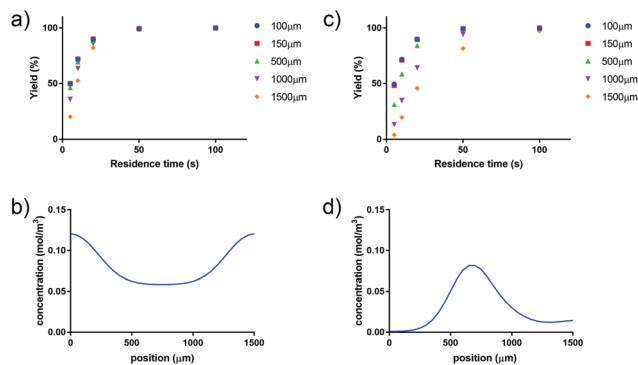 a)
100
50
0
Yield (%)
0
50
100
Residence time (s)
100μm
150μm
500μm
1000μm
1500μm
c)
100
50
0
Yield (%)
0
50
100
Residence time (s)
100μm
150μm
500μm
1000μm
1500μm
b)
0.15
0.10
0.05
0.00
concentration (mol/m³)
0
500
1000
1500
position (μm)
d)
0.15
0.10
0.05
0.00
concentration (mol/m³)
0
500
1000
1500
position (μm)